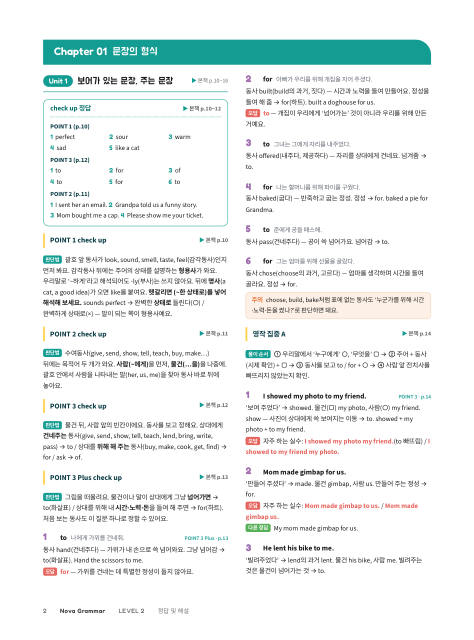 Chapter 01 문장의 형식
Unit 1 보어가 있는 문장, 주는 문장 ▶본책 p.10~16
check up 정답 ▶본책 p.10~12
POINT 1 (p.10)
1 perfect 2 sour 3 warm
4 sad 5 like a cat
POINT 3 (p.12)
1 to 2 for 3 of
4 to 5 for 6 to
POINT 2 (p.11)
1 I sent her an email. 2 Grandpa told us a funny story.
3 Mom bought me a cap. 4 Please show me your ticket.
POINT 1 check up ▶본책 p.10
판단법 괄호 앞 동사가 look, sound, smell, taste, feel(감각동사)인지
먼저 봐요. 감각동사 뒤에는 주어의 상태를 설명하는 형용사가 와요.
우리말로 '~하게'라고 해석되어도 -ly(부사)는 쓰지 않아요. 뒤에 명사(a
cat, a good idea)가 오면 like를 붙여요. 헷갈리면 (~한 상태로)를 넣어
해석해 보세요. sounds perfect → 완벽한 상태로 들린다(○) /
완벽하게 상태로(×) — 말이 되는 쪽이 형용사예요.
POINT 2 check up ▶본책 p.11
판단법 수여동사(give, send, show, tell, teach, buy, make...)
뒤에는 목적어 두 개가 와요. 사람(~에게)을 먼저, 물건(...을)을 나중에.
괄호 안에서 사람을 나타내는 말(her, us, me)을 찾아 동사 바로 뒤에
놓아요.
POINT 3 check up ▶본책 p.12
판단법 물건 뒤, 사람 앞의 빈칸이에요. 동사를 보고 정해요. 상대에게
건네주는 동사(give, send, show, tell, teach, lend, bring, write,
pass) → to / 상대를 위해 해 주는 동사(buy, make, cook, get, find) →
for / ask → of.
POINT 3 Plus check up ▶본책 p.13
판단법 그림을 떠올려요. 물건이나 말이 상대에게 그냥 넘어가면 →
to(화살표) / 상대를 위해 내 시간·노력·돈을 들여 해 주면 → for(하트).
처음 보는 동사도 이 질문 하나로 정할 수 있어요.
1 to 나에게 가위를 건네줘. POINT 3 Plus · p.13
동사 hand(건네주다) — 가위가 내 손으로 쏙 넘어와요. 그냥 넘어감 →
to(화살표). Hand the scissors to me.
오답 for — 가위를 건네는 데 특별한 정성이 들지 않아요.
2 for 아빠가 우리를 위해 개집을 지어 주셨다.
동사 built(build의 과거, 짓다) — 시간과 노력을 들여 만들어요. 정성을
들여 해 줌 → for(하트). built a doghouse for us.
오답 to — 개집이 우리에게 '넘어가는' 것이 아니라 우리를 위해 만든
거예요.
3 to 그녀는 그에게 자리를 내주었다.
동사 offered(내주다, 제공하다) — 자리를 상대에게 건네요. 넘겨줌 →
to.
4 for 나는 할머니를 위해 파이를 구웠다.
동사 baked(굽다) — 반죽하고 굽는 정성. 정성 → for. baked a pie for
Grandma.
5 to 준에게 공을 패스해.
동사 pass(건네주다) — 공이 쏙 넘어가요. 넘어감 → to.
6 for 그는 엄마를 위해 선물을 골랐다.
동사 chose(choose의 과거, 고르다) — 엄마를 생각하며 시간을 들여
골라요. 정성 → for.
주의 choose, build, bake처럼 표에 없는 동사도 '누군가를 위해 시간
·노력·돈을 썼나?'로 판단하면 돼요.
영작 집중 A ▶본책 p.14
풀이 순서 ① 우리말에서 '누구에게' ○, '무엇을' □ → ② 주어 + 동사
(시제 확인) + □ → ③ 동사를 보고 to / for + ○ → ④ 사람 앞 전치사를
빠뜨리지 않았는지 확인.
1 I showed my photo to my friend. POINT 3 · p.14
'보여 주었다' → showed. 물건(□) my photo, 사람(○) my friend.
show — 사진이 상대에게 쏙 보여지는 이동 → to. showed + my
photo + to my friend.
오답 자주 하는 실수: I showed my photo my friend.(to 빠뜨림) / I
showed to my friend my photo.
2 Mom made gimbap for us.
'만들어 주셨다' → made. 물건 gimbap, 사람 us. 만들어 주는 정성 →
for.
오답 자주 하는 실수: Mom made gimbap to us. / Mom made
gimbap us.
다른 정답 My mom made gimbap for us.
3 He lent his bike to me.
'빌려주었다' → lend의 과거 lent. 물건 his bike, 사람 me. 빌려주는
것은 물건이 넘어가는 것 → to.
2 Nova Grammar LEVEL 2 정답 및 해설